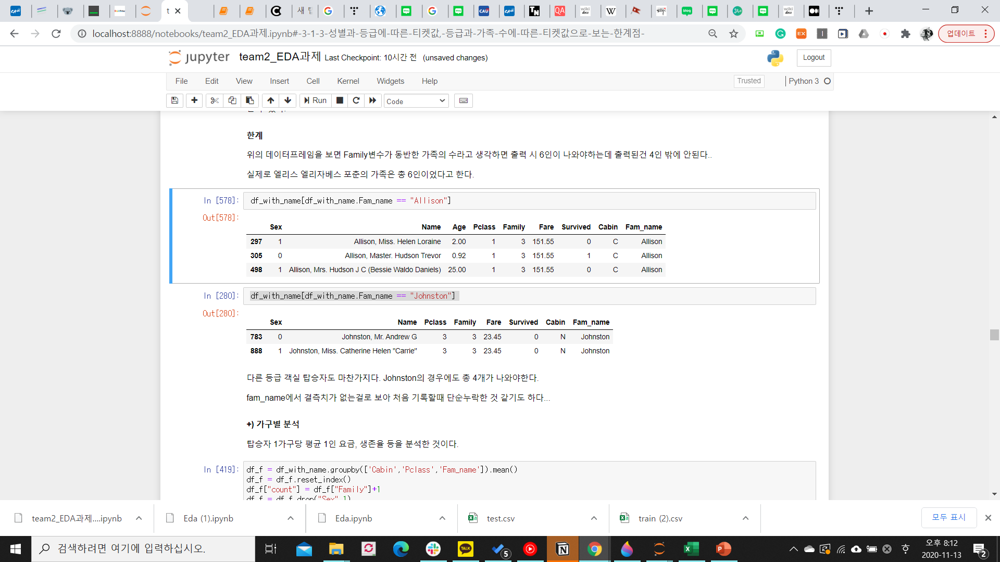 t
새 탭
localhost:8888/notebooks/team2_EDA과제.ipynb#-3-1-3-성별과-등급에-따른-티켓값,-등급과-가족-수에-따른-티켓값으로-보는-한계점-
업데이트
jupyter team2_EDA과제 Last Checkpoint: 10시간 전 (unsaved changes)
Logout
File Edit View Insert Cell Kernel Widgets Help
Trusted Python 3
Run Code
한계
위의 데이터프레임을 보면 Family변수가 동반한 가족의 수라고 생각하면 출력 시 6인이 나와야하는데 출력된건 4인 밖에 안된다..
실제로 엘리스 엘리자베스 포춘의 가족은 총 6인이었다고 한다.
In [578]: df_with_name[df_with_name.Fam_name == "Allison"]
Out[578]:
Sex Name Age Pclass Family Fare Survived Cabin Fam_name
297 1 Allison, Miss. Helen Loraine 2.00 1 3 151.55 0 C Allison
305 0 Allison, Master. Hudson Trevor 0.92 1 3 151.55 1 C Allison
498 1 Allison, Mrs. Hudson J C (Bessie Waldo Daniels) 25.00 1 3 151.55 0 C Allison
In [280]: df_with_name[df_with_name.Fam_name == "Johnston"]
Out[280]:
Sex Name Pclass Family Fare Survived Cabin Fam_name
783 0 Johnston, Mr. Andrew G 3 3 23.45 0 N Johnston
888 1 Johnston, Miss. Catherine Helen "Carrie" 3 3 23.45 0 N Johnston
다른 등급 객실 탑승자도 마찬가지다. Johnston의 경우에도 총 4개가 나와야한다.
fam_name에서 결측치가 없는걸로 보아 처음 기록할때 단순누락한 것 같기도 하다...
+) 가구별 분석
탑승자 1가구당 평균 1인 요금, 생존율 등을 분석한 것이다.
In [419]: df_f = df_with_name.groupby(['Cabin','Pclass','Fam_name']).mean()
df_f = df_f.reset_index()
df_f["count"] = df_f["Family"]+1
df_f = df_f.drop("Sex",1)
team2_EDA과제....ipynb
Eda (1).ipynb
Eda.ipynb
test.csv
train (2).csv
모두 표시
검색하려면 여기에 입력하십시오.
TALK
5
오후 8:12
2020-11-13
2